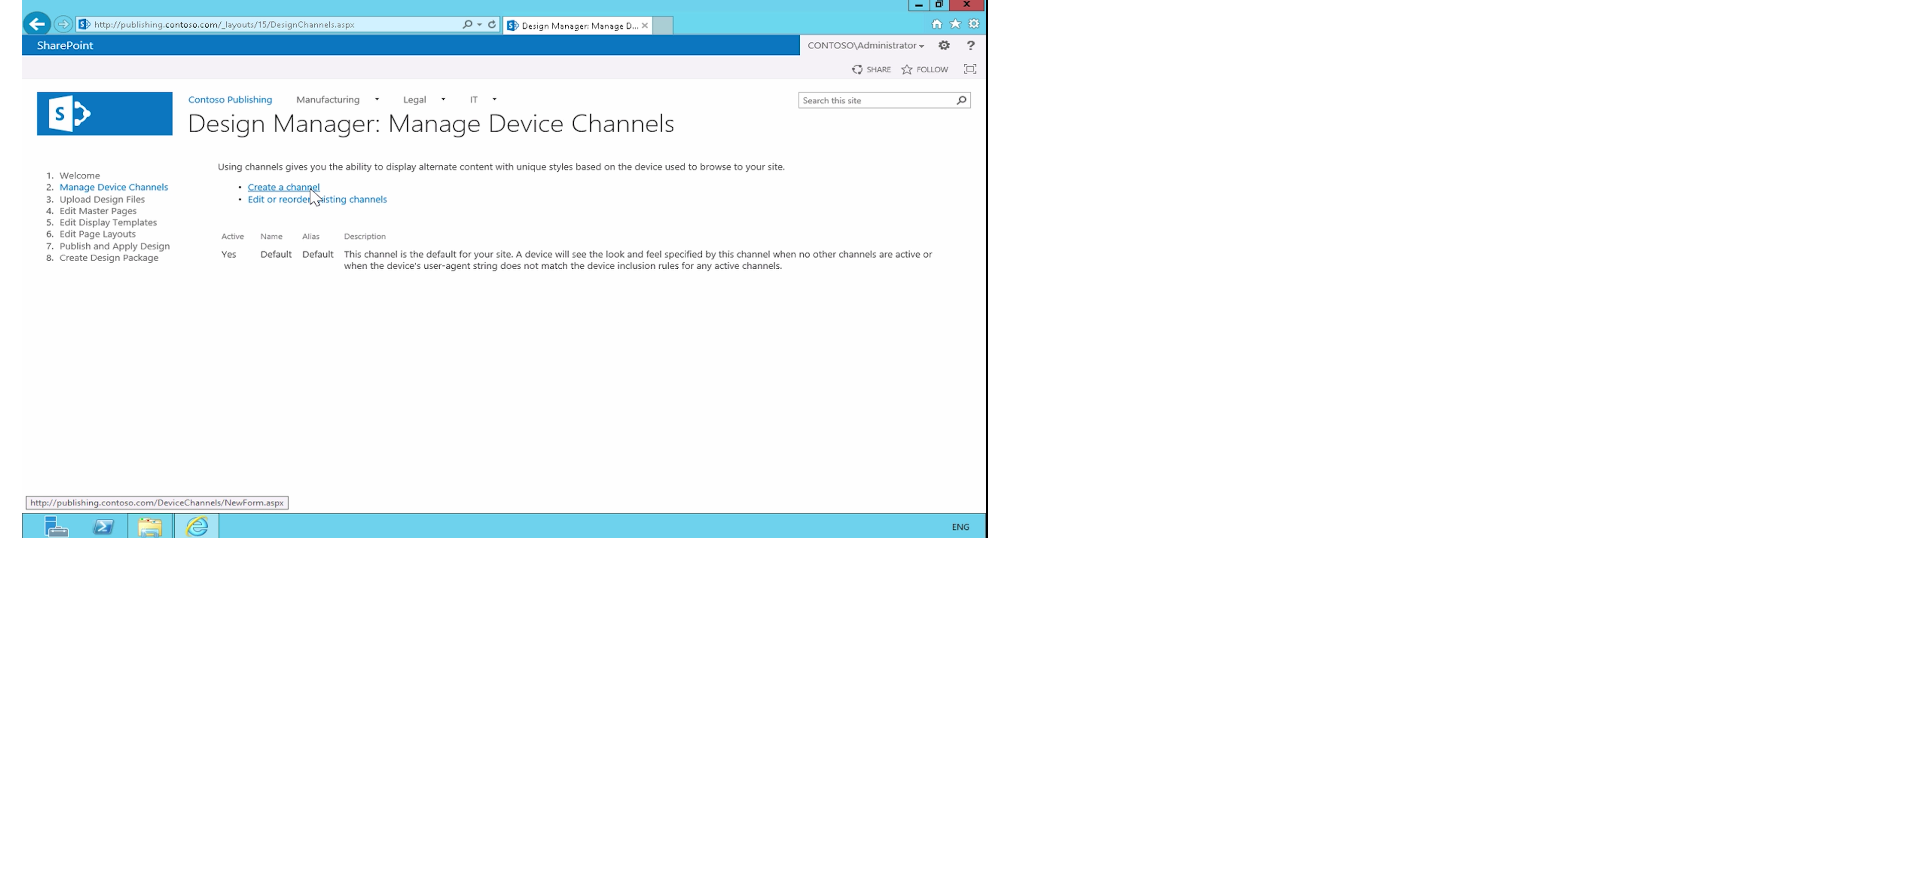 http://publishing.contoso.com/_layouts/15/DesignChannels.aspx
Design Manager: Manage D...
SharePoint
CONTOSO\Administrator
?
SHARE
FOLLOW
S
Contoso Publishing
Manufacturing
Legal
IT
Search this site
Design Manager: Manage Device Channels
Using channels gives you the ability to display alternate content with unique styles based on the device used to browse to your site.
1. Welcome
2. Manage Device Channels
3. Upload Design Files
4. Edit Master Pages
5. Edit Display Templates
6. Edit Page Layouts
7. Publish and Apply Design
8. Create Design Package
• Create a channel
• Edit or reorder existing channels
Active Name Alias Description
Yes Default Default This channel is the default for your site. A device will see the look and feel specified by this channel when no other channels are active or
when the device's user-agent string does not match the device inclusion rules for any active channels.
http://publishing.contoso.com/DeviceChannels/NewForm.aspx
ENG